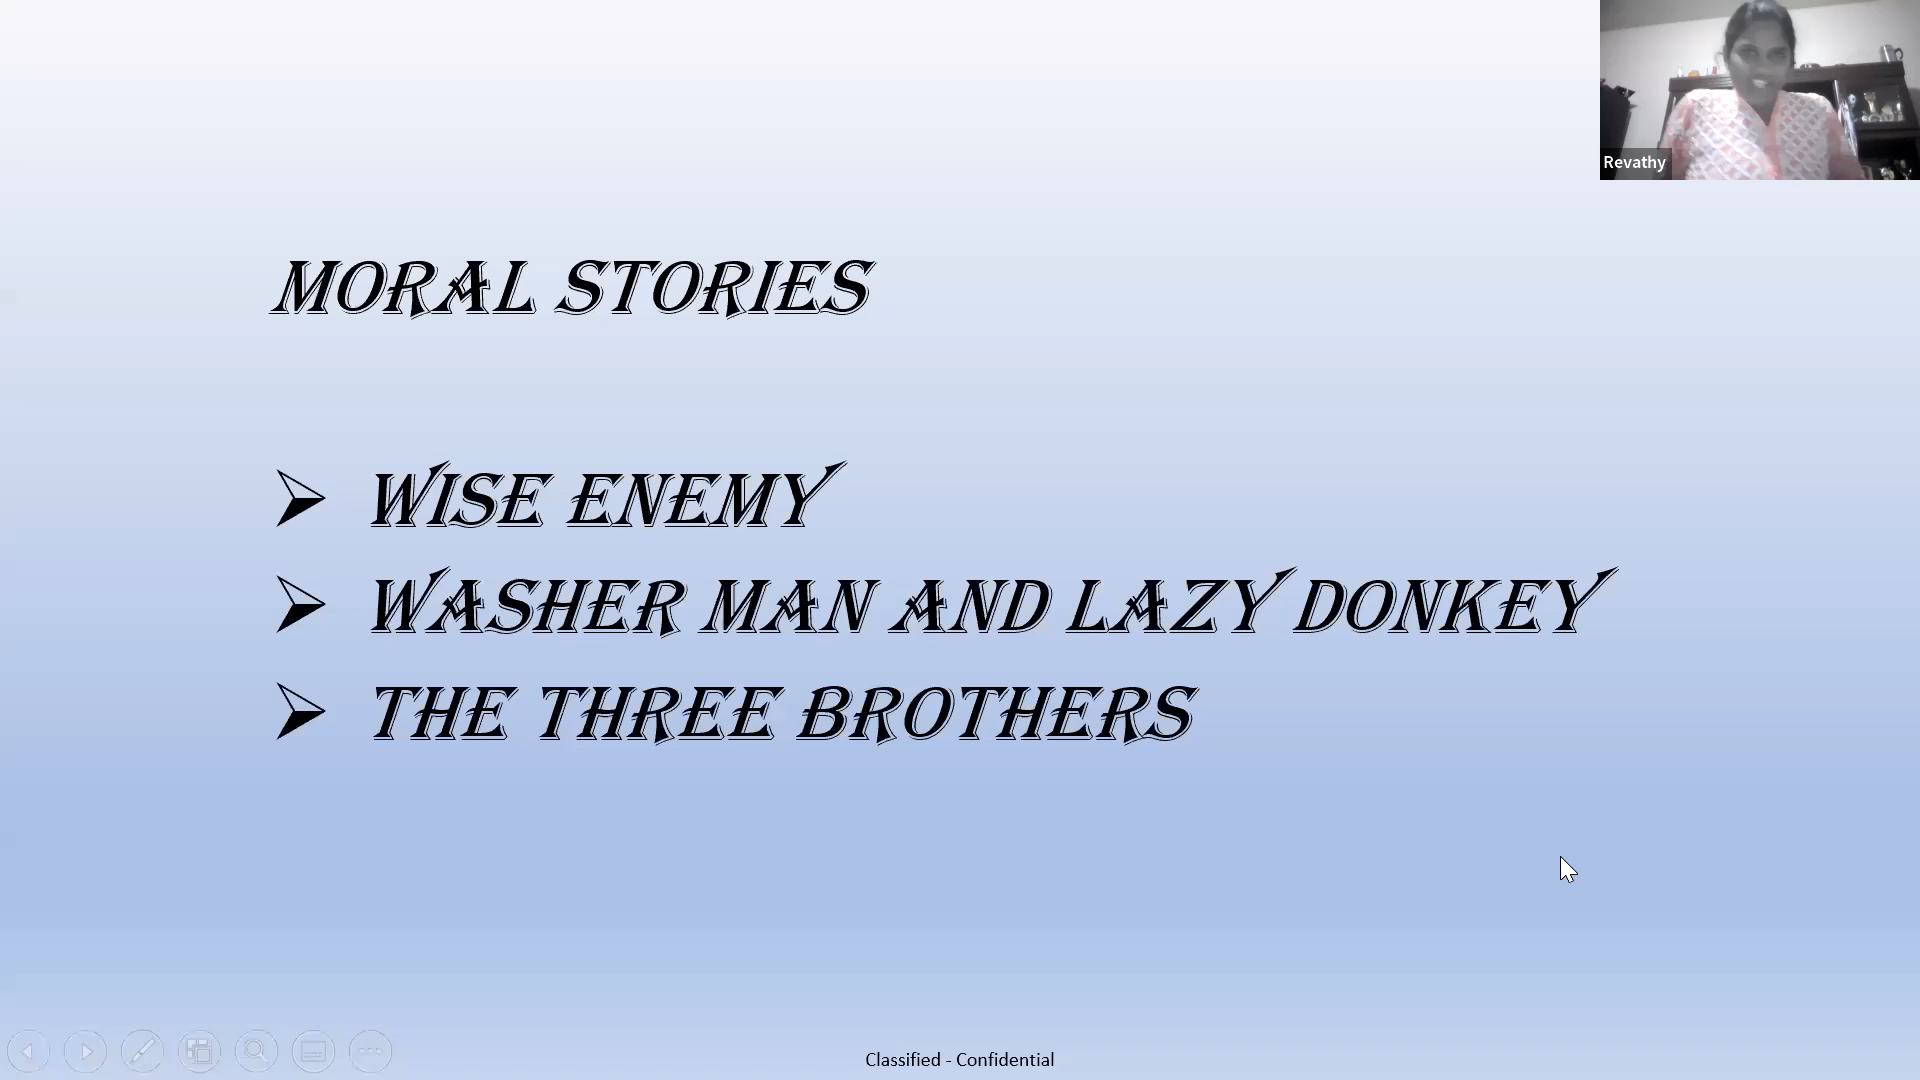 Revathy
MORAL STORIES
WISE ENEMY
WASHER MAN AND LAZY DONKEY
THE THREE BROTHERS
Classified - Confidential